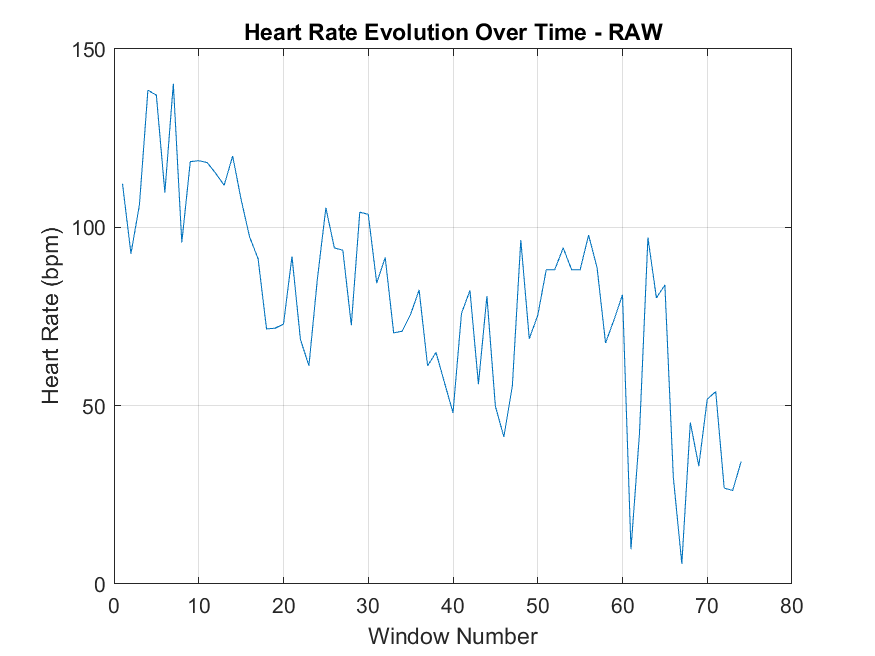 Heart Rate Evolution Over Time - RAW
150
100
50
0
Heart Rate (bpm)
0 10 20 30 40 50 60 70 80
Window Number